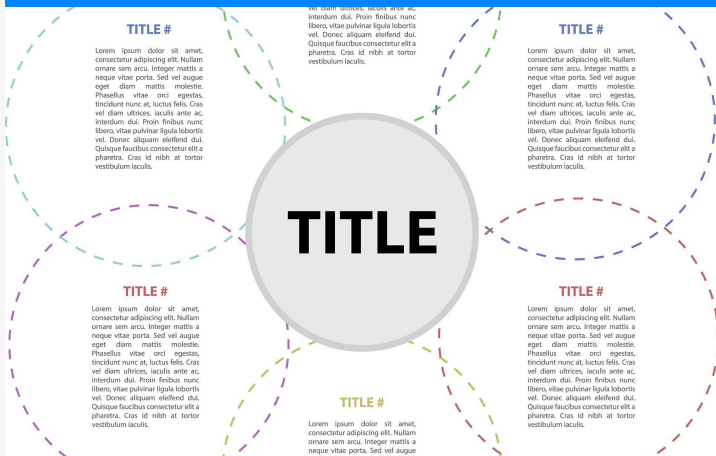 vel diam ultrices, iaculis ante ac,
interdum dui. Proin finibus nunc
libero, vitae pulvinar ligula lobortis
vel. Donec aliquam eleifend dui.
Quisque faucibus consectetur elit a
pharetra. Cras id nibh at tortor
vestibulum iaculis.
TITLE #
Lorem ipsum dolor sit amet,
consectetur adipiscing elit. Nullam
ornare sem arcu. Integer mattis a
neque vitae porta. Sed vel augue
eget diam mattis molestie.
Phasellus vitae orci egestas,
tincidunt nunc at, luctus felis. Cras
vel diam ultrices, iaculis ante ac,
interdum dui. Proin finibus nunc
libero, vitae pulvinar ligula lobortis
vel. Donec aliquam eleifend dui.
Quisque faucibus consectetur elit a
pharetra. Cras id nibh at tortor
vestibulum iaculis.
TITLE #
Lorem ipsum dolor sit amet,
consectetur adipiscing elit. Nullam
ornare sem arcu. Integer mattis a
neque vitae porta. Sed vel augue
eget diam mattis molestie.
Phasellus vitae orci egestas,
tincidunt nunc at, luctus felis. Cras
vel diam ultrices, iaculis ante ac,
interdum dui. Proin finibus nunc
libero, vitae pulvinar ligula lobortis
vel. Donec aliquam eleifend dui.
Quisque faucibus consectetur elit a
pharetra. Cras id nibh at tortor
vestibulum iaculis.
TITLE
TITLE #
Lorem ipsum dolor sit amet,
consectetur adipiscing elit. Nullam
ornare sem arcu. Integer mattis a
neque vitae porta. Sed vel augue
eget diam mattis molestie.
Phasellus vitae orci egestas,
tincidunt nunc at, luctus felis. Cras
vel diam ultrices, iaculis ante ac,
interdum dui. Proin finibus nunc
libero, vitae pulvinar ligula lobortis
vel. Donec aliquam eleifend dui.
Quisque faucibus consectetur elit a
pharetra. Cras id nibh at tortor
vestibulum iaculis.
TITLE #
Lorem ipsum dolor sit amet,
consectetur adipiscing elit. Nullam
ornare sem arcu. Integer mattis a
neque vitae porta. Sed vel augue
eget diam mattis molestie.
Phasellus vitae orci egestas,
tincidunt nunc at, luctus felis. Cras
vel diam ultrices, iaculis ante ac,
interdum dui. Proin finibus nunc
libero, vitae pulvinar ligula lobortis
vel. Donec aliquam eleifend dui.
Quisque faucibus consectetur elit a
pharetra. Cras id nibh at tortor
vestibulum iaculis.
TITLE #
Lorem ipsum dolor sit amet,
consectetur adipiscing elit. Nullam
ornare sem arcu. Integer mattis a
neque vitae porta. Sed vel augue